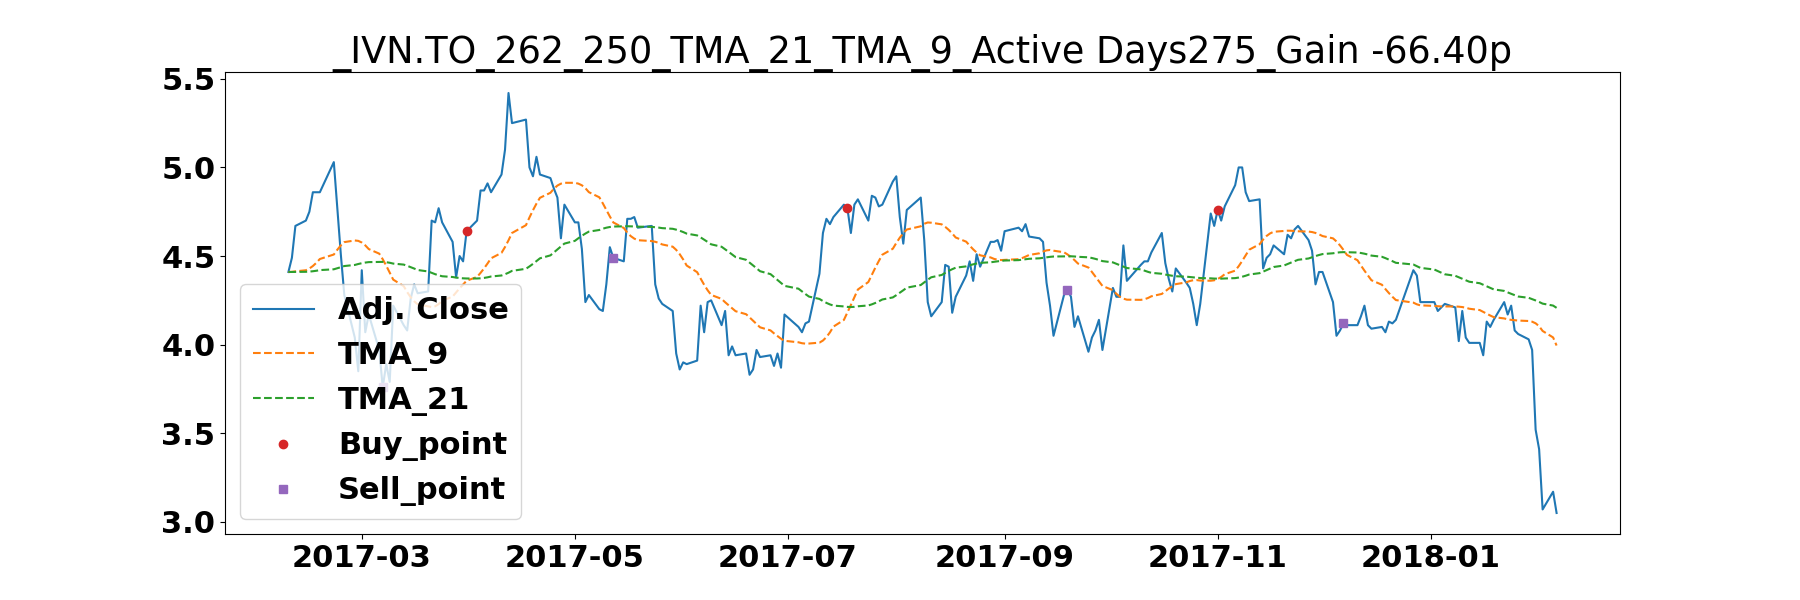 _IVN.TO_262_250_TMA_21_TMA_9_Active Days275_Gain -66.40p
5.5
5.0
4.5
4.0
3.5
3.0
Adj. Close
TMA_9
TMA_21
Buy_point
Sell_point
2017-03 2017-05 2017-07 2017-09 2017-11 2018-01